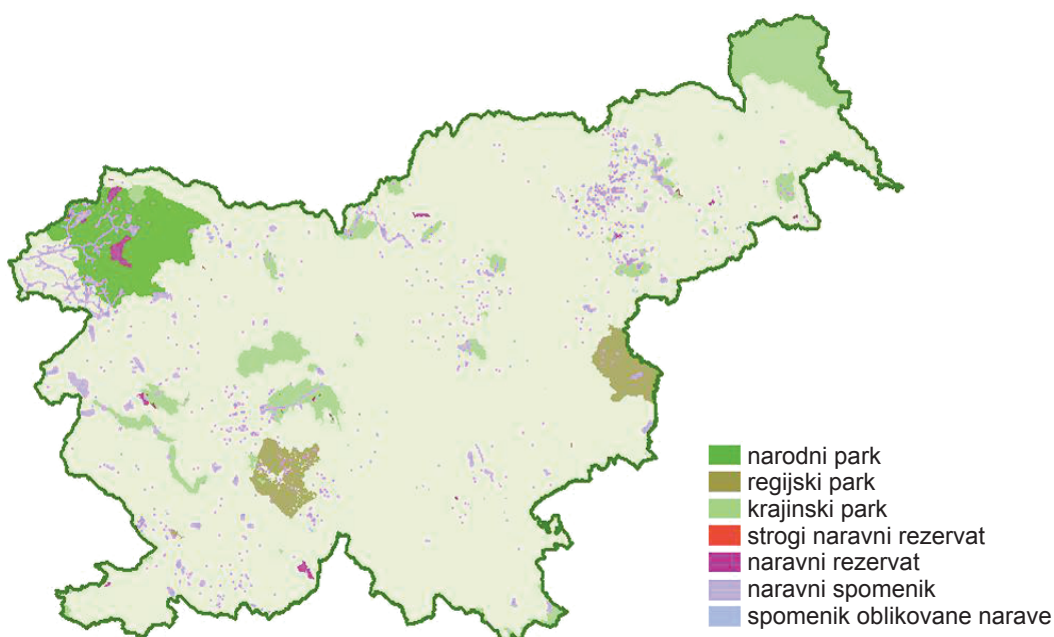 narodni park
regijski park
krajinski park
strogi naravni rezervat
naravni rezervat
naravni spomenik
spomenik oblikovane narave